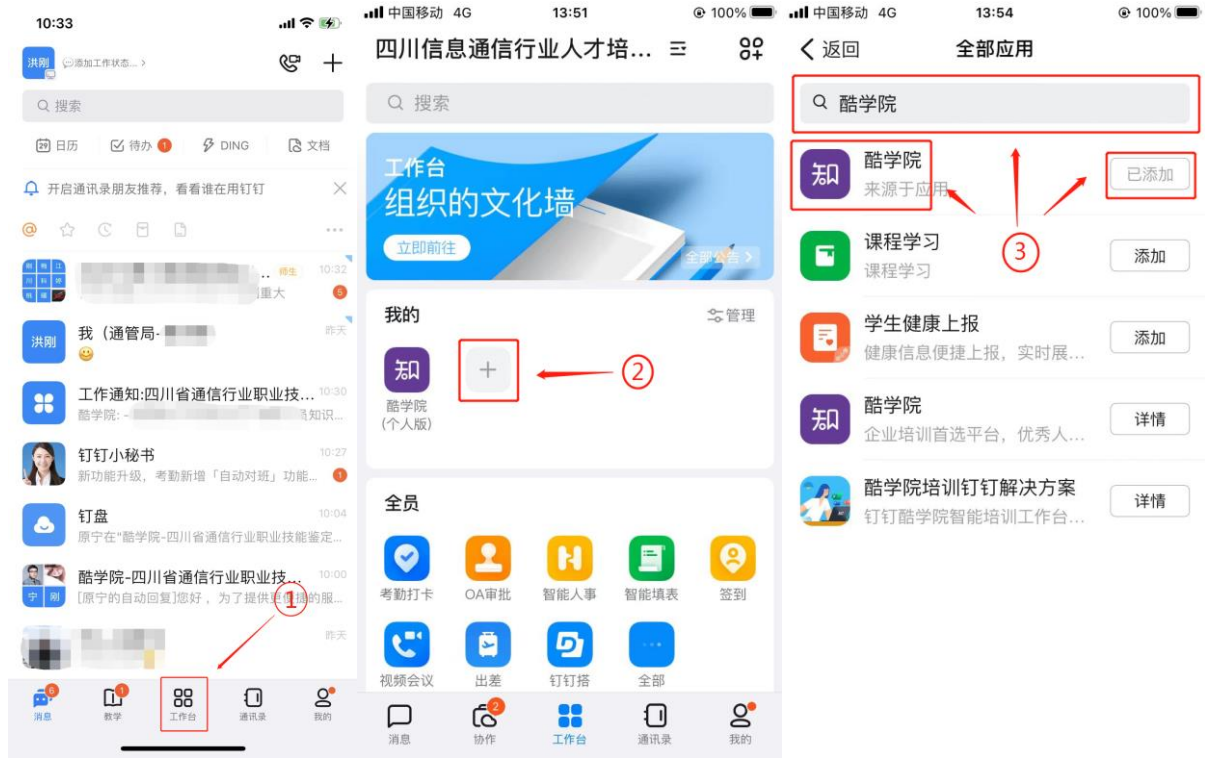 10:33
洪刚
添加工作状态... >
搜索
29 日历
待办 1
DING
文档
开启通讯录朋友推荐，看看谁在用钉钉
@
.. 师生 10:32
重大 5
洪刚
我（通管局- 昨天
工作通知:四川省通信行业职业技... 10:30
酷学院: - 知识...
钉钉小秘书 10:27
新功能升级，考勤新增「自动对班」功能... 1
钉盘 10:04
原宁在"酷学院-四川省通信行业职业技能鉴定...
酷学院-四川省通信行业职业技... 10:00
宁 刚
[原宁的自动回复]您好，为了提供更便捷的服...
①
昨天
6 1
消息 教学 工作台 通讯录 我的
中国移动 4G 13:51 100%
四川信息通信行业人才培...
搜索
工作台
组织的文化墙
立即前往
全部公告 >
我的 管理
知 +
②
酷学院
(个人版)
全员
考勤打卡 OA审批 智能人事 智能填表 签到
视频会议 出差 钉钉搭 全部
2
消息 协作 工作台 通讯录 我的
中国移动 4G 13:54 100%
返回 全部应用
酷学院
知
酷学院
来源于应用
已添加
③
课程学习
课程学习
添加
学生健康上报
健康信息便捷上报，实时展...
添加
知
酷学院
企业培训首选平台，优秀人...
详情
酷学院培训钉钉解决方案
钉钉酷学院智能培训工作台...
详情